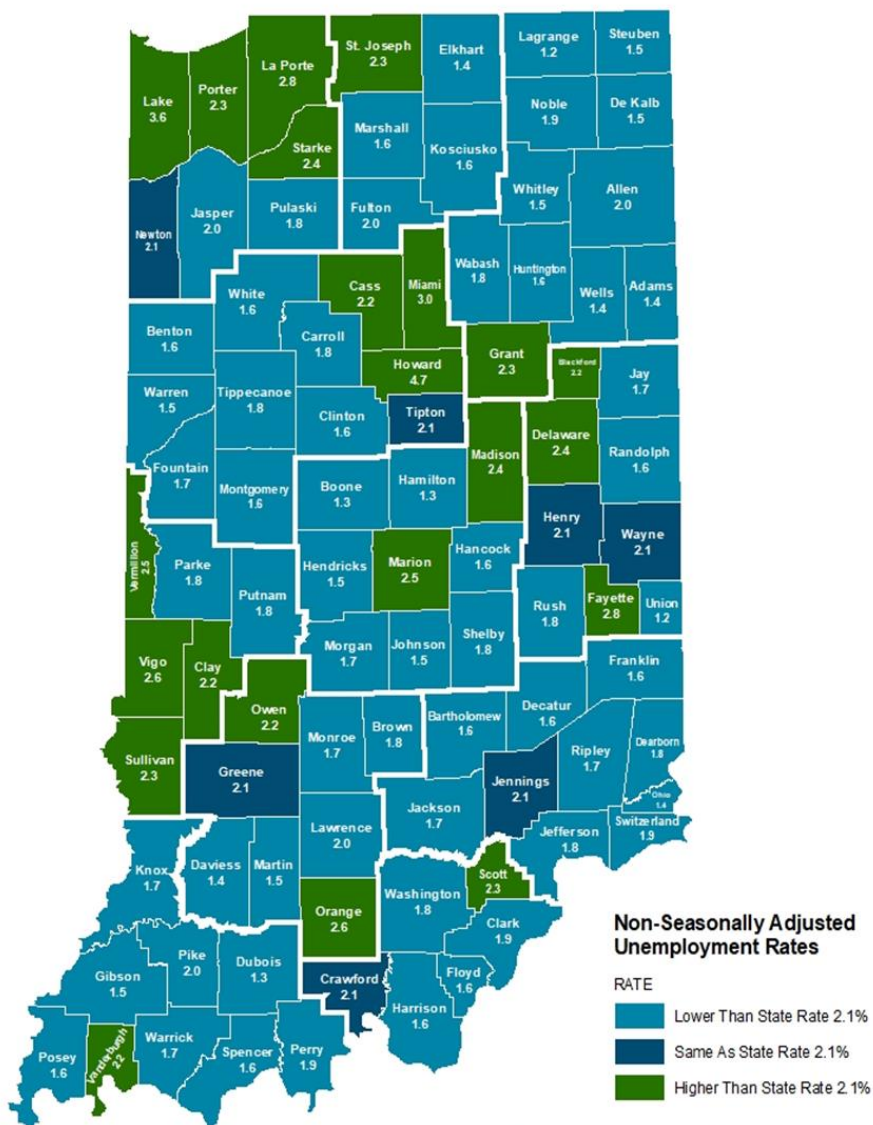 St. Joseph
2.3
Elkhart
1.4
Lagrange
1.2
Steuben
1.5
La Porte
2.8
Lake
3.6
Porter
2.3
Noble
1.9
De Kalb
1.5
Marshall
1.6
Starke
2.4
Kosciusko
1.6
Whitley
1.5
Allen
2.0
Newton
2.1
Jasper
2.0
Pulaski
1.8
Fulton
2.0
Wabash
1.8
Huntington
1.6
Wells
1.4
Adams
1.4
White
1.6
Cass
2.2
Miami
3.0
Benton
1.6
Carroll
1.8
Howard
4.7
Grant
2.3
Blackford
2.2
Jay
1.7
Warren
1.5
Tippecanoe
1.8
Clinton
1.6
Tipton
2.1
Madison
2.4
Delaware
2.4
Randolph
1.6
Fountain
1.7
Montgomery
1.6
Boone
1.3
Hamilton
1.3
Henry
2.1
Wayne
2.1
Vermillion
2.5
Parke
1.8
Putnam
1.8
Hendricks
1.5
Marion
2.5
Hancock
1.6
Rush
1.8
Fayette
2.8
Union
1.2
Vigo
2.6
Clay
2.2
Owen
2.2
Morgan
1.7
Johnson
1.5
Shelby
1.8
Franklin
1.6
Decatur
1.6
Monroe
1.7
Brown
1.8
Bartholomew
1.6
Ripley
1.7
Dearborn
1.8
Sullivan
2.3
Greene
2.1
Jennings
2.1
Ohio
1.4
Jackson
1.7
Switzerland
1.9
Lawrence
2.0
Jefferson
1.8
Knox
1.7
Daviess
1.4
Martin
1.5
Scott
2.3
Washington
1.8
Orange
2.6
Clark
1.9
Gibson
1.5
Pike
2.0
Dubois
1.3
Crawford
2.1
Floyd
1.6
Harrison
1.6
Posey
1.6
Vanderburgh
2.2
Warrick
1.7
Spencer
1.6
Perry
1.9
Non-Seasonally Adjusted
Unemployment Rates
RATE
Lower Than State Rate 2.1%
Same As State Rate 2.1%
Higher Than State Rate 2.1%